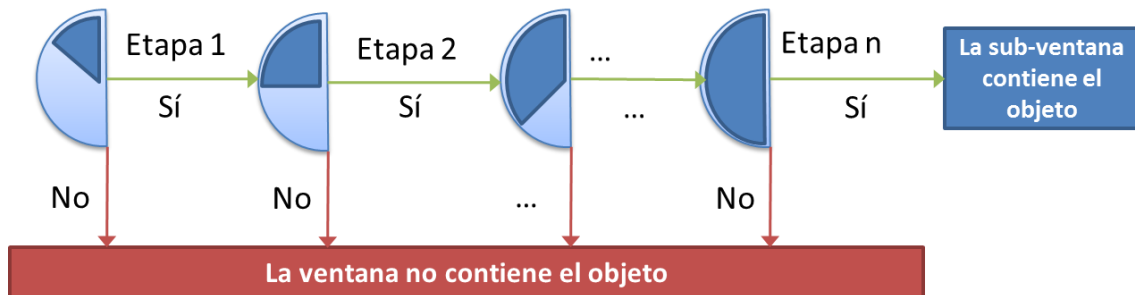 Etapa 1
Sí
Etapa 2
Sí
...
...
Etapa n
Sí
La sub-ventana
contiene el
objeto
No
No
...
No
La ventana no contiene el objeto